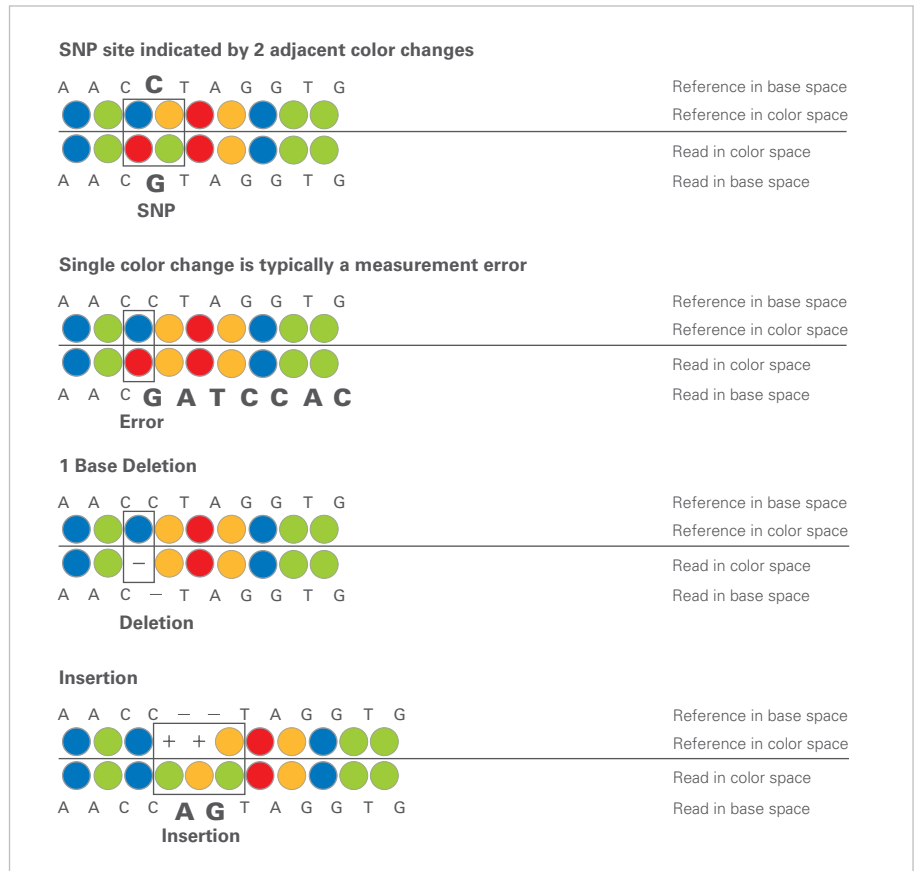 SNP site indicated by 2 adjacent color changes
A A C C T A G G T G Reference in base space
Reference in color space
Read in color space
A A C G T A G G T G Read in base space
SNP
Single color change is typically a measurement error
A A C C T A G G T G Reference in base space
Reference in color space
Read in color space
A A C G A T C C A C Read in base space
Error
1 Base Deletion
A A C C T A G G T G Reference in base space
Reference in color space
– Read in color space
A A C – T A G G T G Read in base space
Deletion
Insertion
A A C C – – T A G G T G Reference in base space
+ + Reference in color space
Read in color space
A A C C A G T A G G T G Read in base space
Insertion